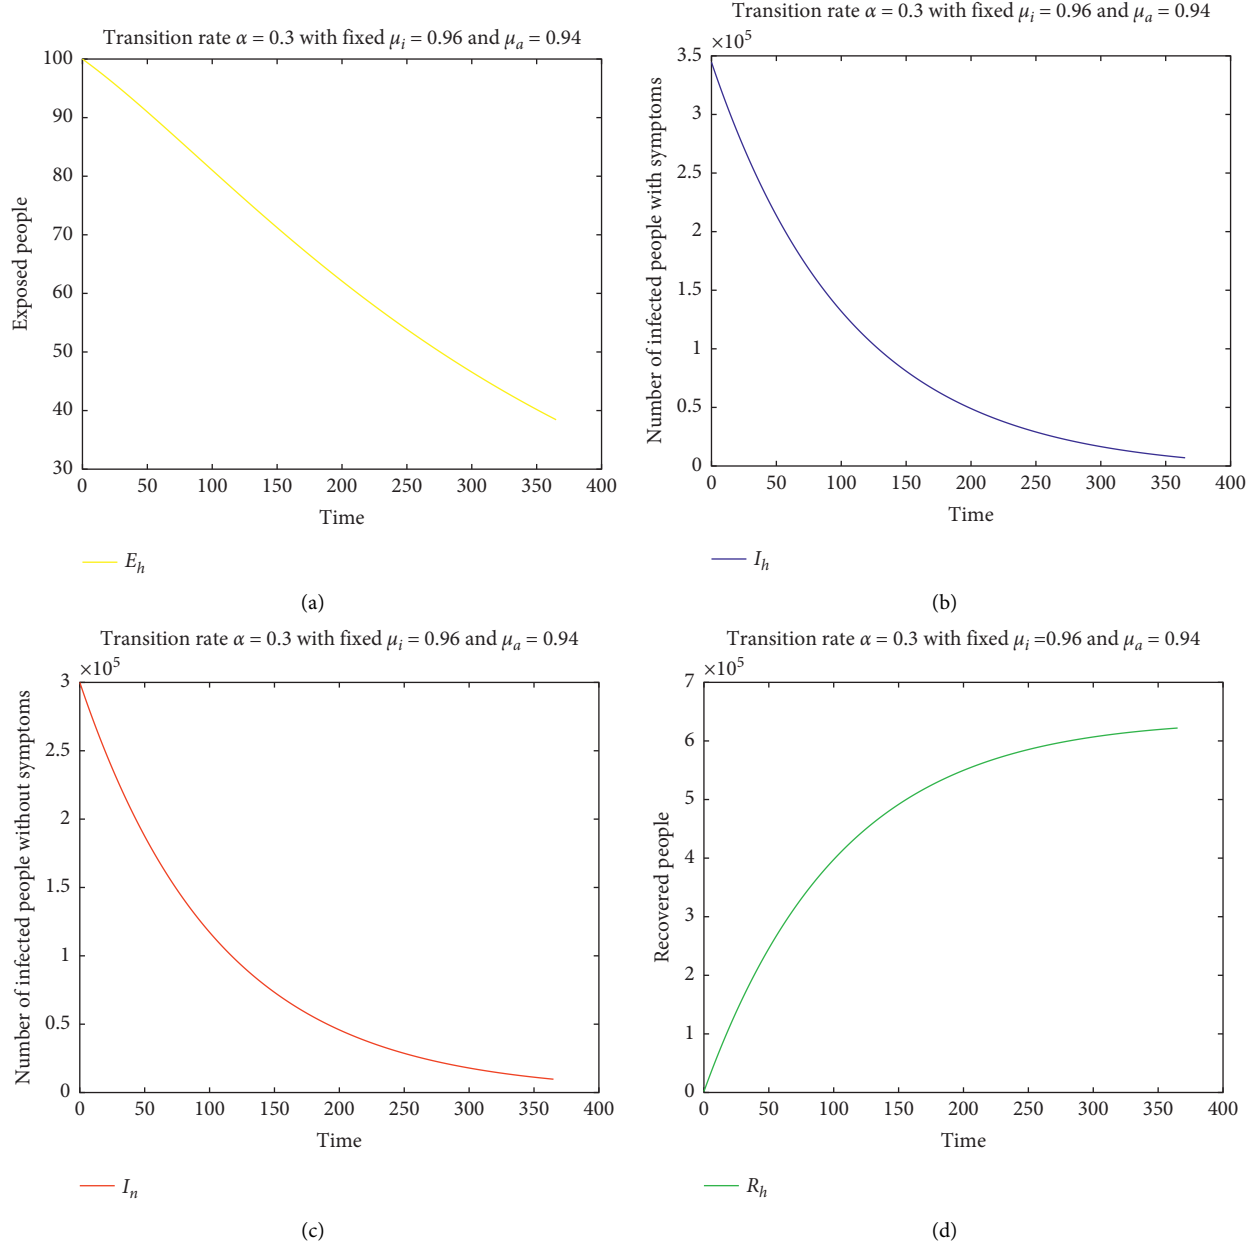 Transition rate α = 0.3 with fixed μi = 0.96 and μa = 0.94
100
90
80
70
60
50
40
30
Exposed people
0 50 100 150 200 250 300 350 400
Time
Eh
(a)
Transition rate α = 0.3 with fixed μi = 0.96 and μa = 0.94
×10^5
3.5
3
2.5
2
1.5
1
0.5
0
Number of infected people with symptoms
0 50 100 150 200 250 300 350 400
Time
Ih
(b)
Transition rate α = 0.3 with fixed μi = 0.96 and μa = 0.94
×10^5
3
2.5
2
1.5
1
0.5
0
Number of infected people without symptoms
0 50 100 150 200 250 300 350 400
Time
In
(c)
Transition rate α = 0.3 with fixed μi =0.96 and μa = 0.94
×10^5
7
6
5
4
3
2
1
0
Recovered people
0 50 100 150 200 250 300 350 400
Time
Rh
(d)